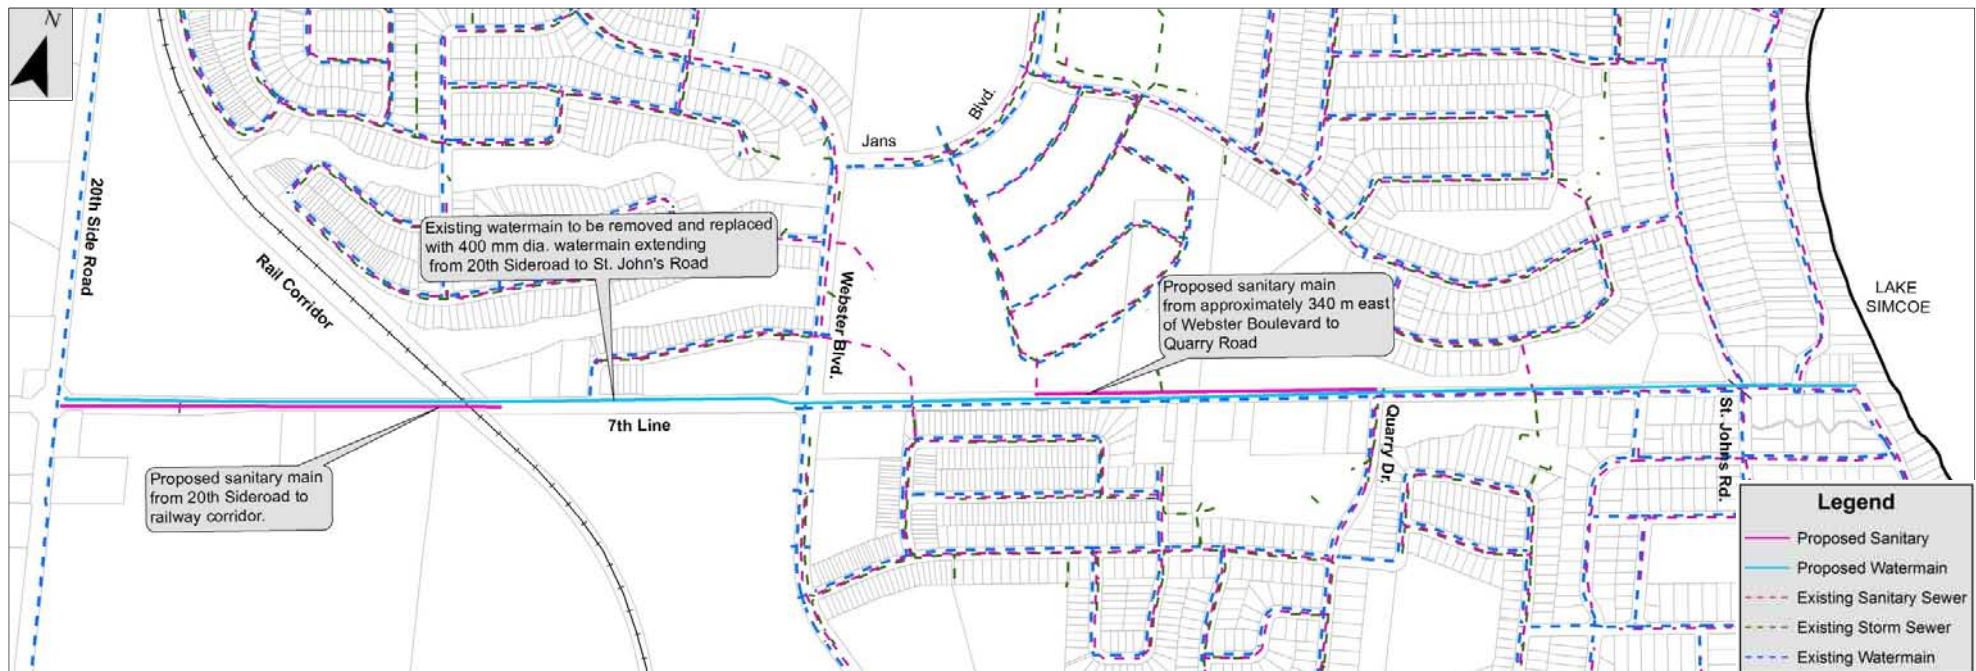 N
Jans
Blvd.
20th Side Road
Rail Corridor
Existing watermain to be removed and replaced
with 400 mm dia. watermain extending
from 20th Sideroad to St. John's Road
Webster Blvd.
Proposed sanitary main
from approximately 340 m east
of Webster Boulevard to
Quarry Road
LAKE
SIMCOE
7th Line
Quarry Dr.
St. Johns Rd.
Proposed sanitary main
from 20th Sideroad to
railway corridor.
Legend
Proposed Sanitary
Proposed Watermain
Existing Sanitary Sewer
Existing Storm Sewer
Existing Watermain